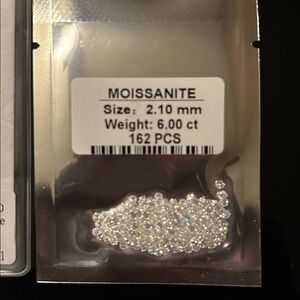 MOISSANITE
Size: 2.10 mm
Weight: 6.00 ct
162 PCS